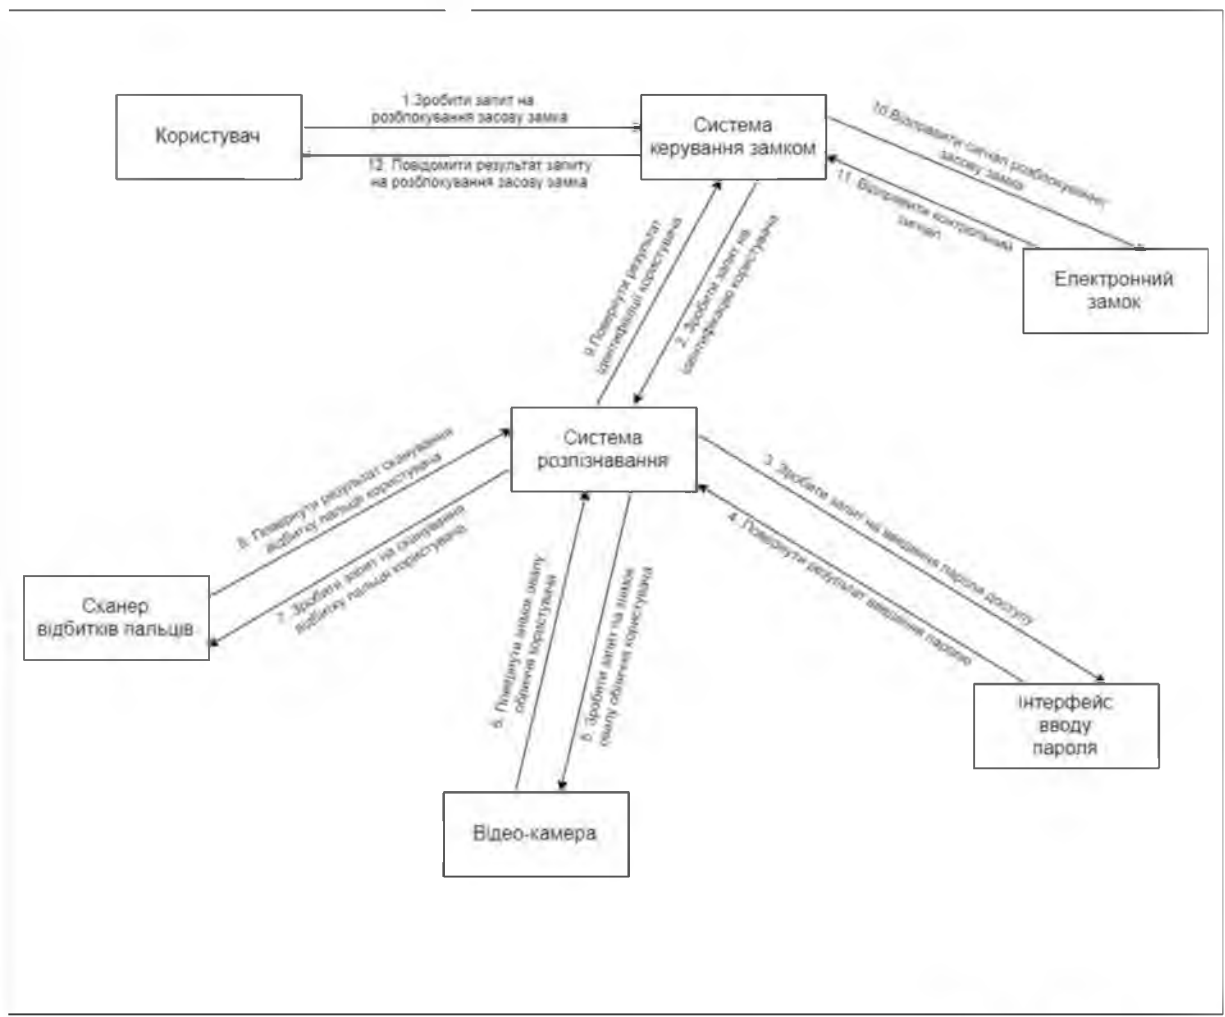 Користувач
1.Зробити запит на
розблокування засову замка
12. Повідомити результат запиту
на розблокування засову замка
Система
керування замком
10.Відправити сигнал розблокування
засову замка
11. Відправити контрольний
сигнал
Електронний
замок
9.Повернути результат
ідентифікації користувача
2. Зробити запит на
ідентифікацію користувача
Система
розпізнавання
8. Повернути результат сканування
відбитку пальця користувача
7. Зробити запит на сканування
відбитку пальця користувача
3. Зробити запит на введення пароля доступу
4. Повернути результат введення паролю
Сканер
відбитків пальців
6. Повернути знімок овалу
обличчя користувача
5. Зробити запит на знімок
овалу обличчя користувача
Інтерфейс
вводу
пароля
Відео-камера